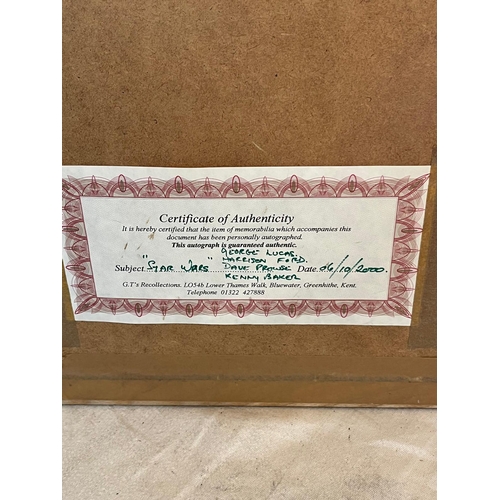 Certificate of Authenticity
It is hereby certified that the item of memorabilia which accompanies this
document has been personally autographed.
This autograph is guaranteed authentic.
GEORGE LUCAS.
HARRISON FORD.
Subject "STAR WARS" DAVE PROWSE Date 26/10/2000.
KENNY BAKER
G.T's Recollections. LO54b Lower Thames Walk, Bluewater, Greenhithe, Kent.
Telephone 01322 427888